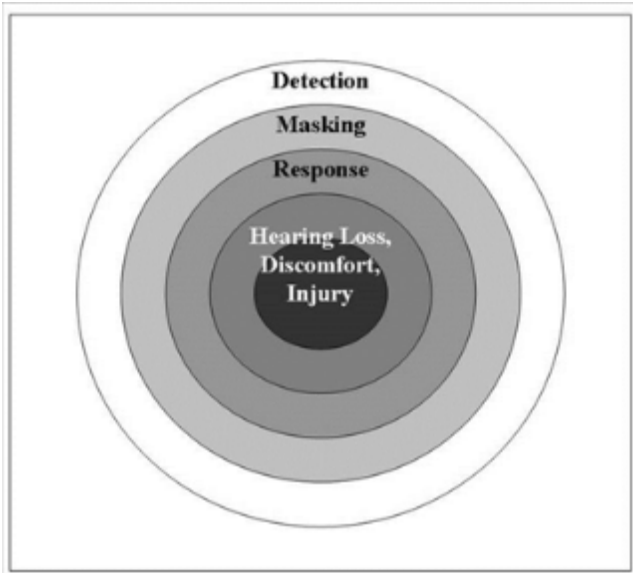 Detection
Masking
Response
Hearing Loss,
Discomfort,
Injury